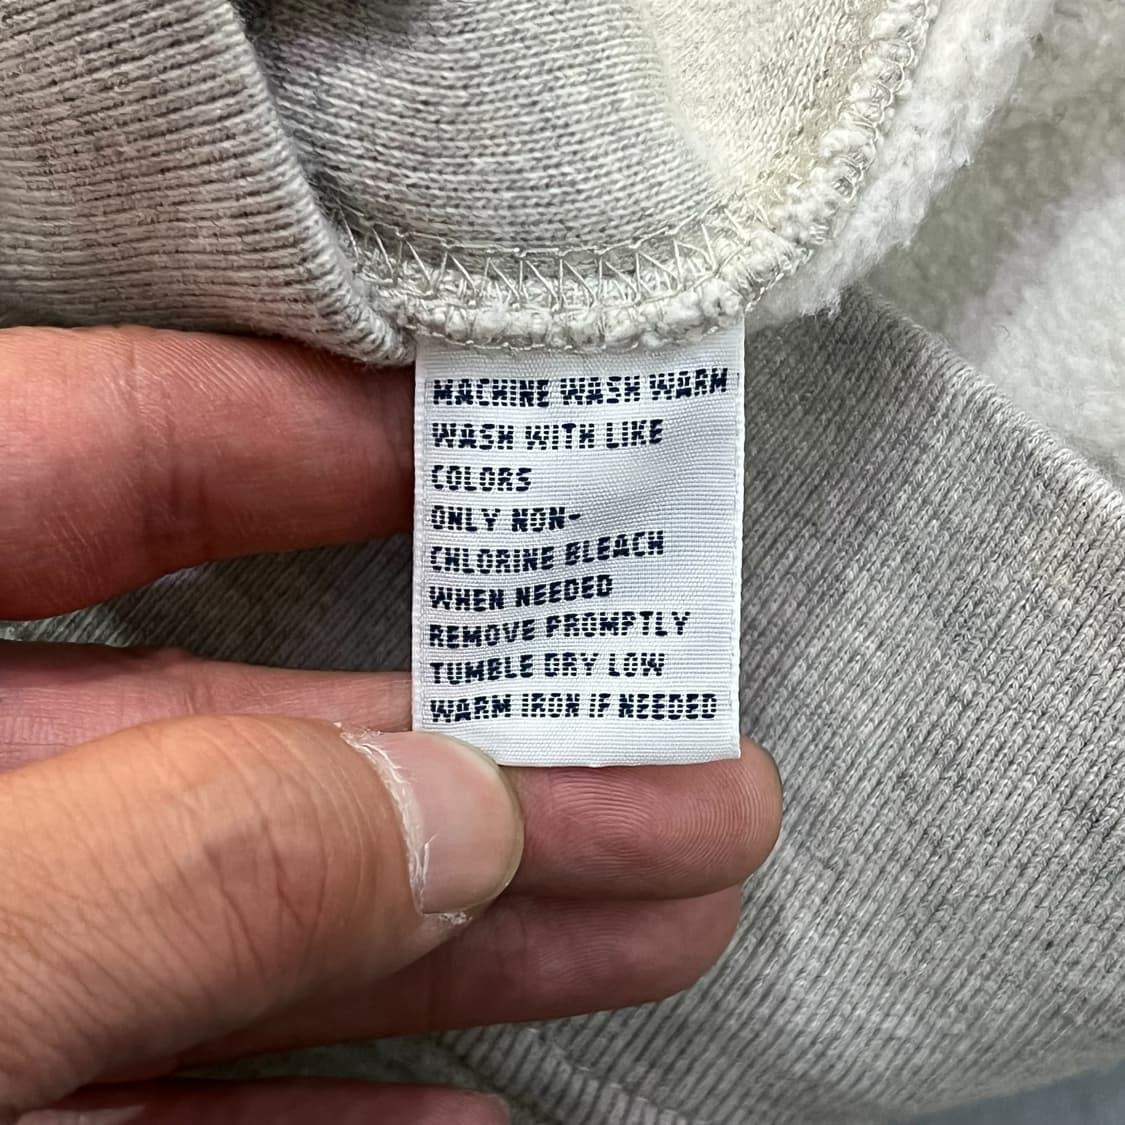 MACHINE WASH WARM
WASH WITH LIKE
COLORS
ONLY NON-
CHLORINE BLEACH
WHEN NEEDED
REMOVE PROMPTLY
TUMBLE DRY LOW
WARM IRON IF NEEDED